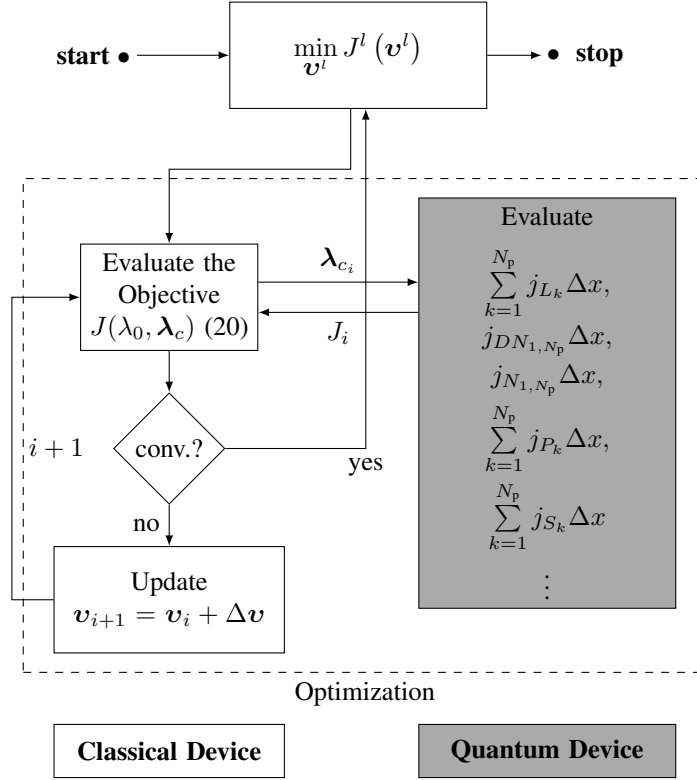 start • 
min J^l (v^l)
v^l
• stop
Evaluate the
Objective
J(λ_0, λ_c) (20)
λ_{c_i}
J_i
conv.?
yes
no
i + 1
Update
v_{i+1} = v_i + Δv
Evaluate
∑_{k=1}^{N_p} j_{L_k} Δx,
j_{DN_{1,N_p}} Δx,
j_{N_{1,N_p}} Δx,
∑_{k=1}^{N_p} j_{P_k} Δx,
∑_{k=1}^{N_p} j_{S_k} Δx
⋮
Optimization
Classical Device
Quantum Device